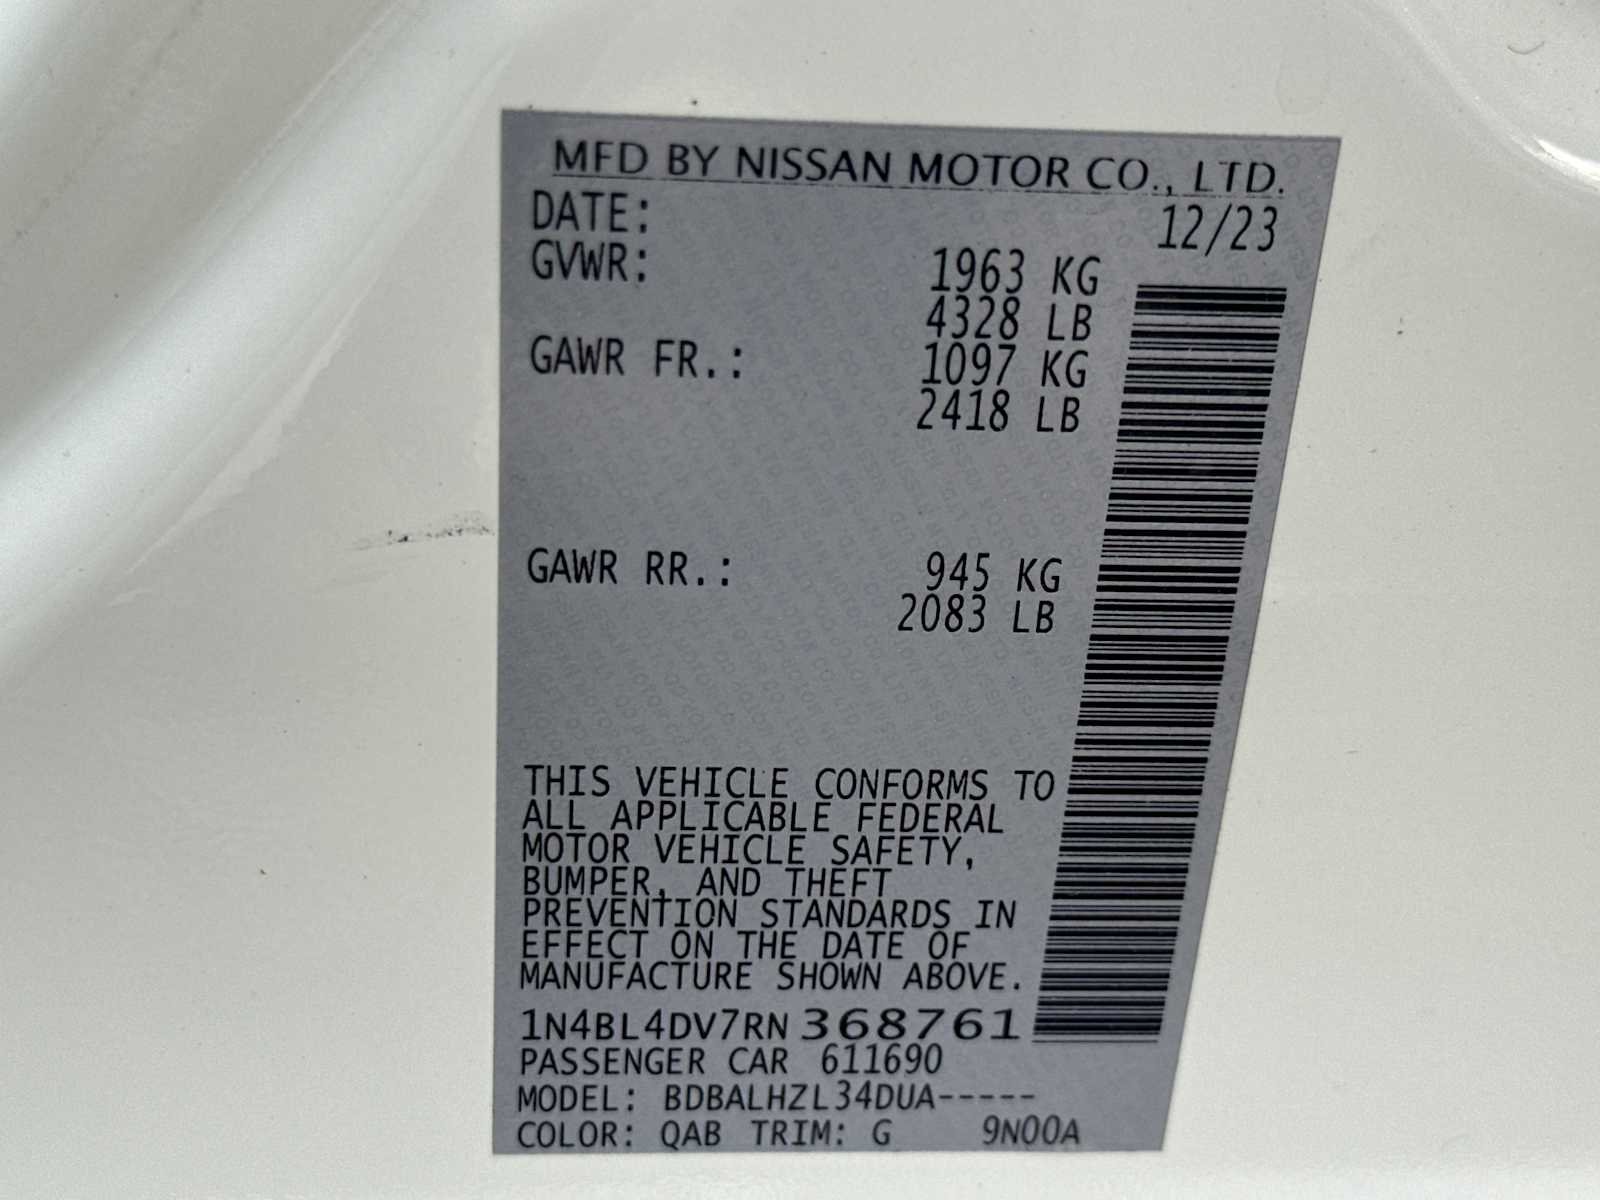 MFD BY NISSAN MOTOR CO., LTD.
DATE: 12/23
GVWR: 1963 KG
4328 LB
GAWR FR.: 1097 KG
2418 LB
GAWR RR.: 945 KG
2083 LB
THIS VEHICLE CONFORMS TO
ALL APPLICABLE FEDERAL
MOTOR VEHICLE SAFETY,
BUMPER, AND THEFT
PREVENTION STANDARDS IN
EFFECT ON THE DATE OF
MANUFACTURE SHOWN ABOVE.
1N4BL4DV7RN368761
PASSENGER CAR 611690
MODEL: BDBALHZL34DUA-----
COLOR: QAB TRIM: G 9N00A